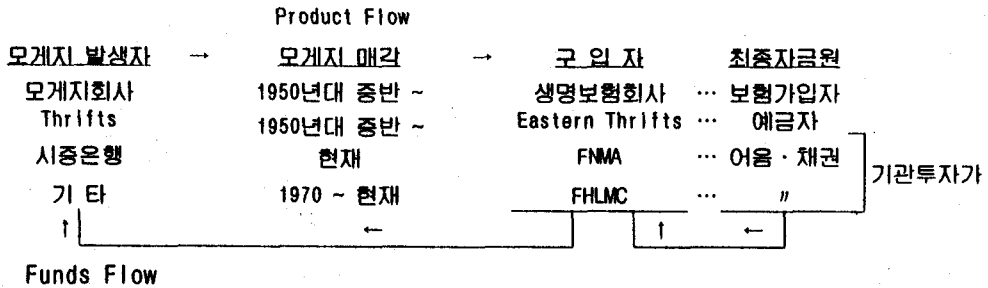 Product Flow
모게지 발생자 → 모게지 매각 → 구 입 자 최종자금원
모게지회사 1950년대 중반 ~ 생명보험회사 … 보험가입자
Thrifts 1950년대 중반 ~ Eastern Thrifts … 예금자
시중은행 현재 FNMA … 어음 · 채권
기관투자가
기 타 1970 ~ 현재 FHLMC … 〃
↑ ← ↑ ←
Funds Flow